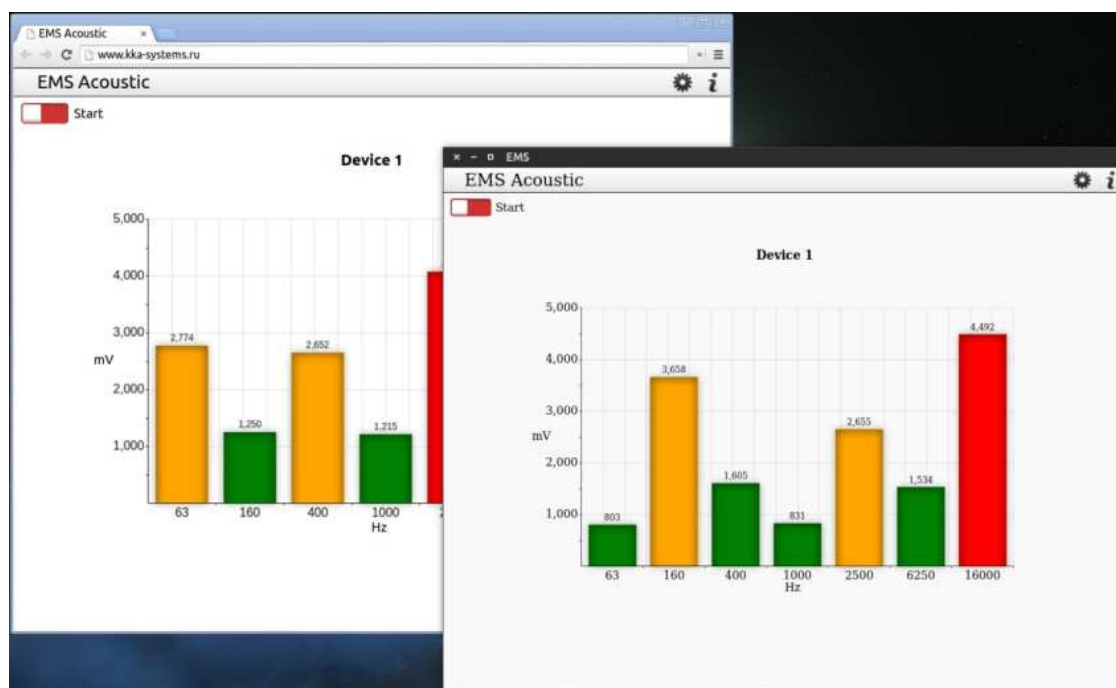 EMS Acoustic
www.kka-systems.ru
EMS Acoustic
Start
Device 1
5,000
4,000
3,000
2,000
1,000
mV
2,774
1,250
2,652
1,215
63 160 400 1000
Hz
EMS
EMS Acoustic
Start
Device 1
5,000
4,000
3,000
2,000
1,000
mV
803
3,658
1,605
831
2,655
1,534
4,492
63 160 400 1000 2500 6250 16000
Hz